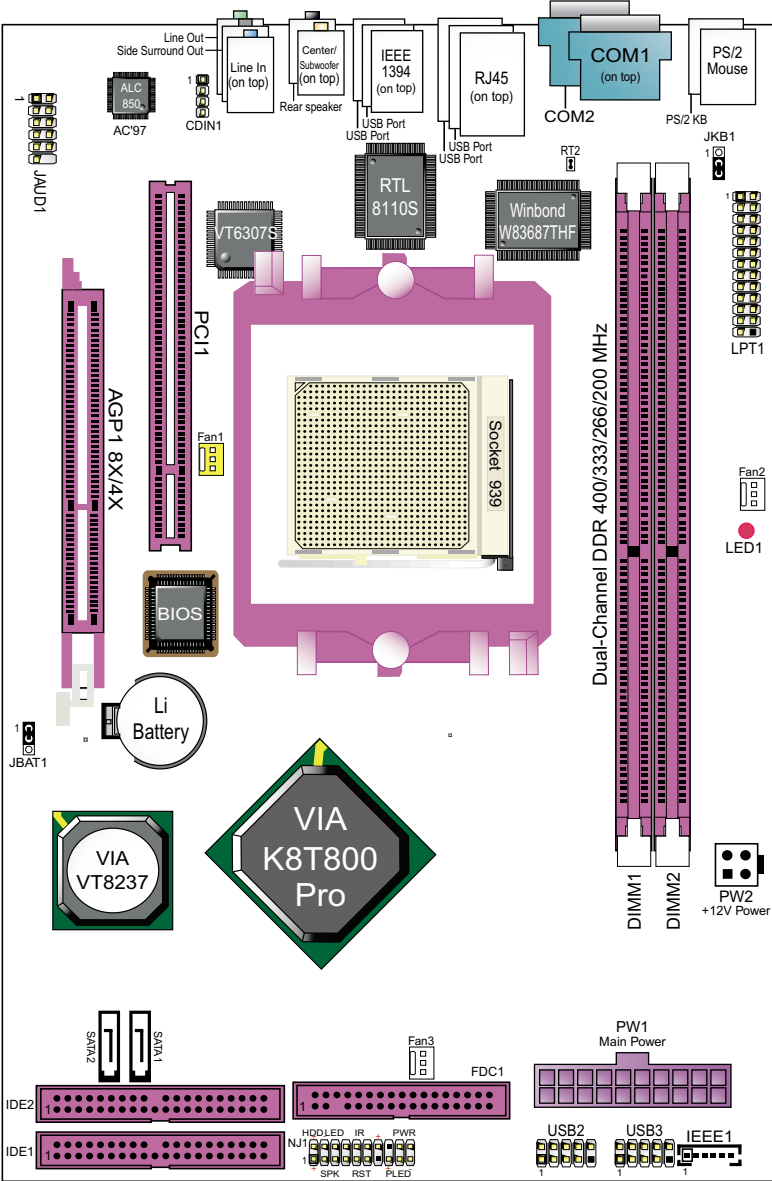 Line Out
Side Surround Out
Line In
(on top)
Center/
Subwoofer
(on top)
Rear speaker
IEEE
1394
(on top)
USB Port
USB Port
RJ45
(on top)
USB Port
USB Port
COM1
(on top)
COM2
PS/2
Mouse
PS/2 KB
1
JAUD1
ALC
850
AC'97
1
CDIN1
RTL
8110S
RT2
JKB1
1
VT6307S
Winbond
W83687THF
1
LPT1
PCI1
AGP1 8X/4X
Fan1
Socket 939
Dual-Channel DDR 400/333/266/200 MHz
Fan2
LED1
BIOS
Li
Battery
1
JBAT1
VIA
VT8237
VIA
K8T800
Pro
DIMM1
DIMM2
PW2
+12V Power
SATA2
SATA1
Fan3
FDC1
PW1
Main Power
IDE2
1
1
IDE1
1
NJ1
HDDLED
IR
PWR
+
+
1
+
+
-
SPK
RST
PLED
USB2
1
USB3
1
IEEE1
1